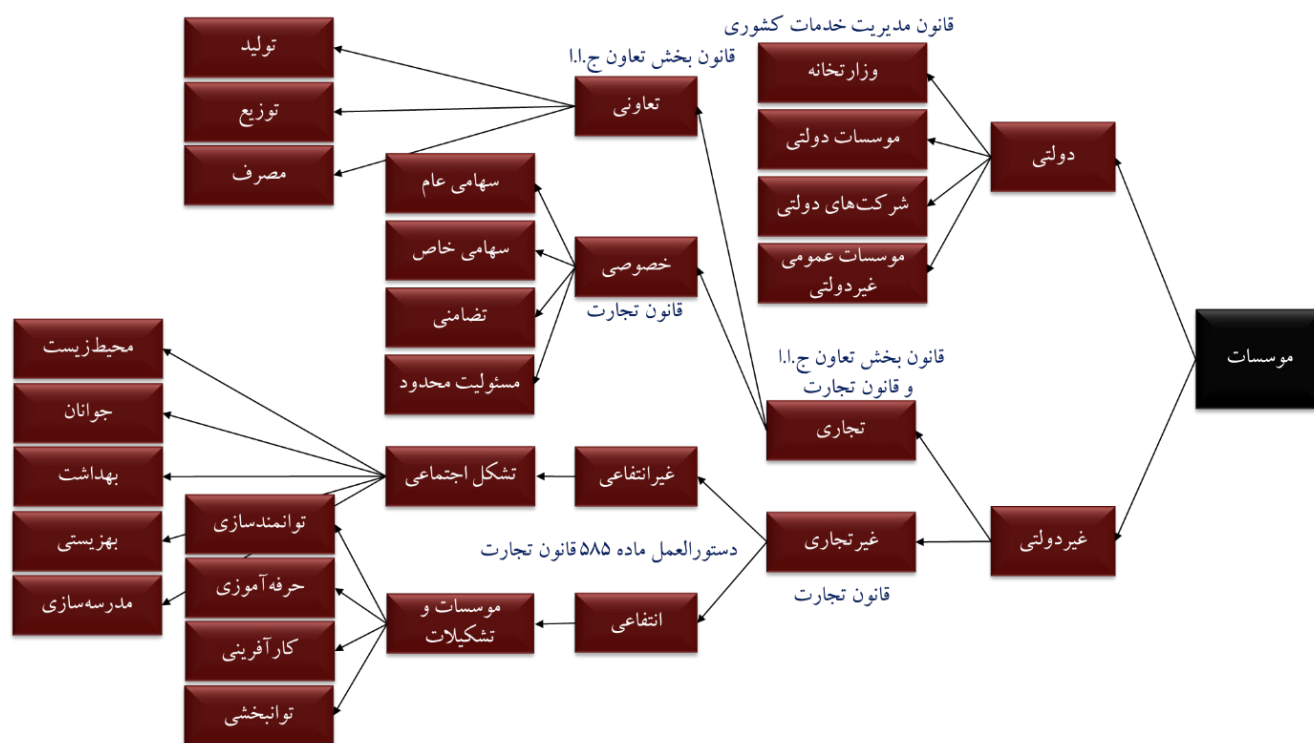 موسسات
دولتی
قانون مدیریت خدمات کشوری
وزارتخانه
موسسات دولتی
شرکت‌های دولتی
موسسات عمومی
غیردولتی
غیردولتی
قانون بخش تعاون ج.ا.ا
و قانون تجارت
تجاری
قانون بخش تعاون ج.ا.ا
تعاونی
تولید
توزیع
مصرف
خصوصی
قانون تجارت
سهامی عام
سهامی خاص
تضامنی
مسئولیت محدود
غیرتجاری
قانون تجارت
دستورالعمل ماده ۵۸۵ قانون تجارت
غیرانتفاعی
تشکل اجتماعی
محیط‌زیست
جوانان
بهداشت
بهزیستی
مدرسه‌سازی
انتفاعی
موسسات و
تشکیلات
توانمندسازی
حرفه‌آموزی
کارآفرینی
توانبخشی